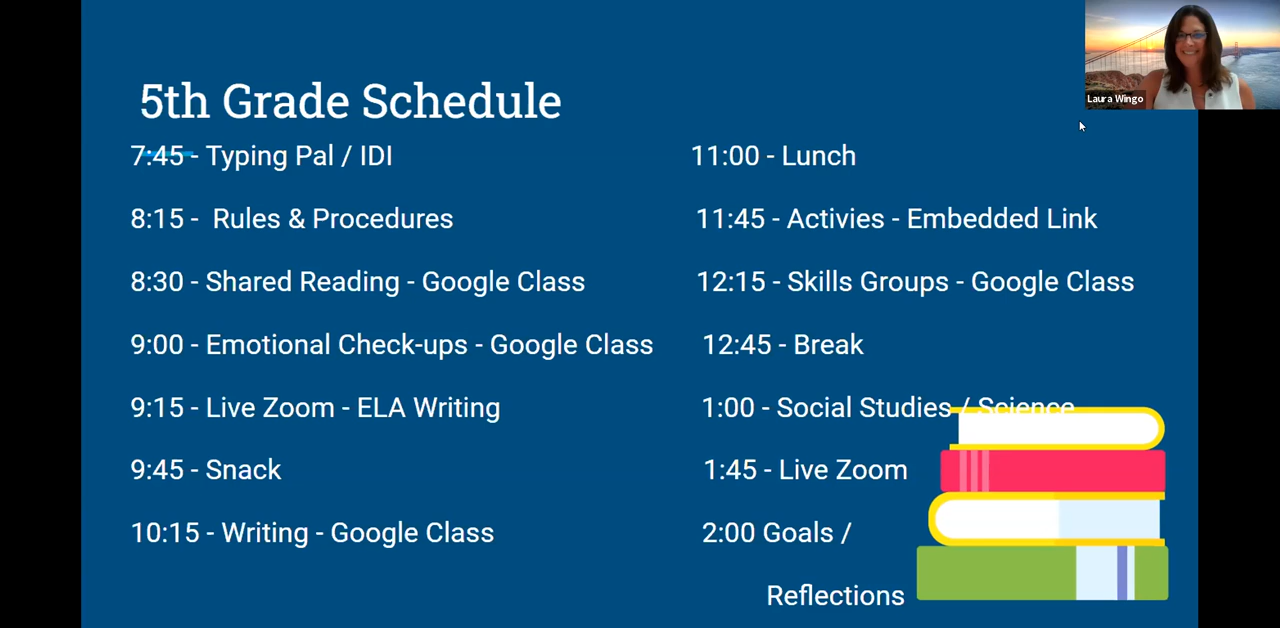 5th Grade Schedule
7:45 - Typing Pal / IDI
8:15 -  Rules & Procedures
8:30 - Shared Reading - Google Class
9:00 - Emotional Check-ups - Google Class
9:15 - Live Zoom - ELA Writing
9:45 - Snack
10:15 - Writing - Google Class
11:00 - Lunch
11:45 - Activies - Embedded Link
12:15 - Skills Groups - Google Class
12:45 - Break
1:00 - Social Studies / Science
1:45 - Live Zoom
2:00 Goals /
Reflections
Laura Wingo